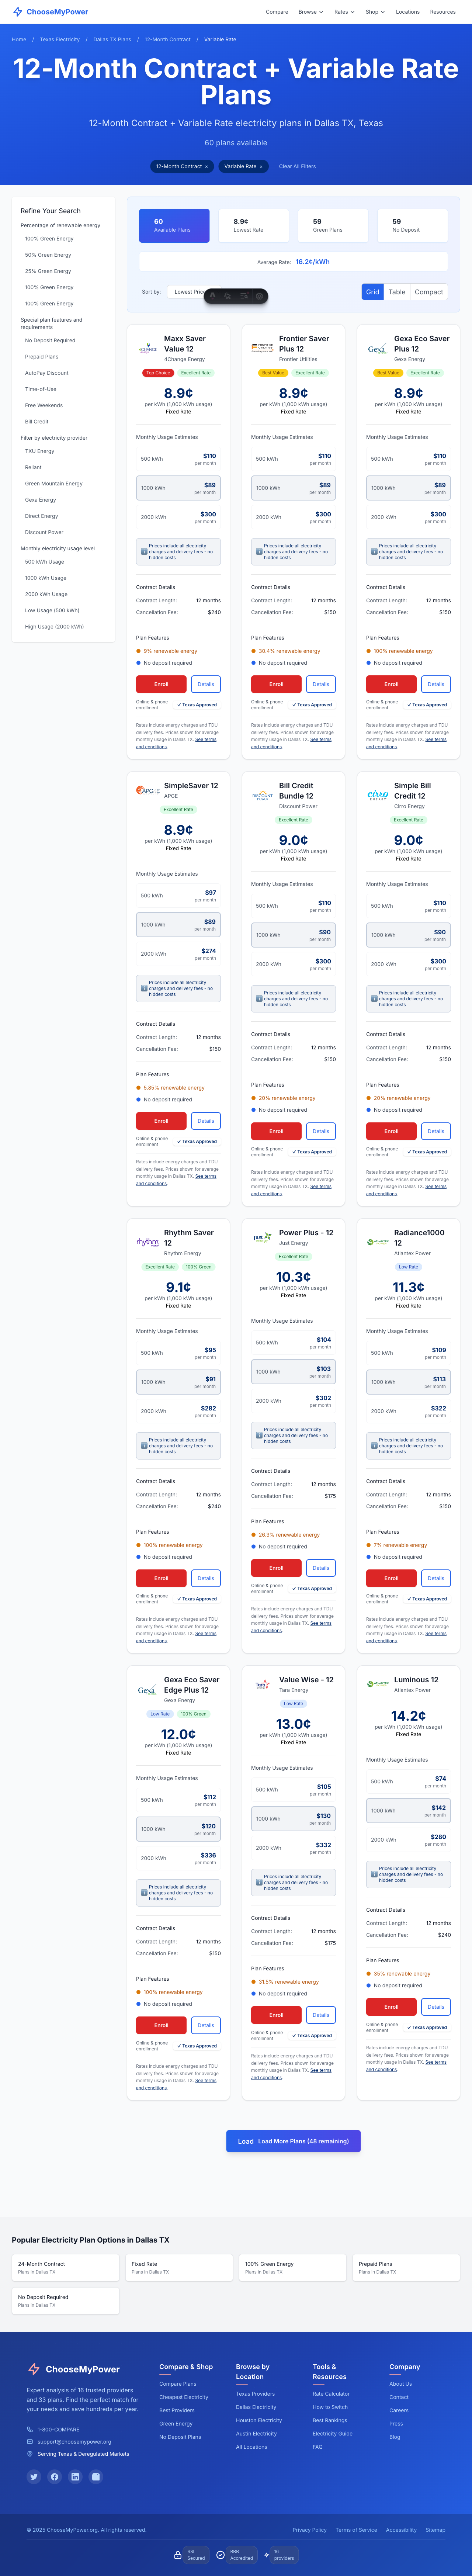 ChooseMyPower
Compare
Browse
Rates
Shop
Locations
Resources
Home / Texas Electricity / Dallas TX Plans / 12-Month Contract / Variable Rate
12-Month Contract + Variable Rate
Plans
12-Month Contract + Variable Rate electricity plans in Dallas TX, Texas
60 plans available
12-Month Contract ×
Variable Rate ×
Clear All Filters
Refine Your Search
Percentage of renewable energy
100% Green Energy
50% Green Energy
25% Green Energy
100% Green Energy
100% Green Energy
Special plan features and
requirements
No Deposit Required
Prepaid Plans
AutoPay Discount
Time-of-Use
Free Weekends
Bill Credit
Filter by electricity provider
TXU Energy
Reliant
Green Mountain Energy
Gexa Energy
Direct Energy
Discount Power
Monthly electricity usage level
500 kWh Usage
1000 kWh Usage
2000 kWh Usage
Low Usage (500 kWh)
High Usage (2000 kWh)
60
Available Plans
8.9¢
Lowest Rate
59
Green Plans
59
No Deposit
Average Rate: 16.2¢/kWh
Sort by:
Lowest Price
Grid
Table
Compact
Maxx Saver
Value 12
4Change Energy
Top Choice
Excellent Rate
8.9¢
per kWh (1,000 kWh usage)
Fixed Rate
Monthly Usage Estimates
500 kWh
$110
per month
1000 kWh
$89
per month
2000 kWh
$300
per month
Prices include all electricity
charges and delivery fees - no
hidden costs
Contract Details
Contract Length: 12 months
Cancellation Fee: $240
Plan Features
9% renewable energy
No deposit required
Enroll
Details
Online & phone
enrollment
✓ Texas Approved
Rates include energy charges and TDU
delivery fees. Prices shown for average
monthly usage in Dallas TX. See terms
and conditions.
Frontier Saver
Plus 12
Frontier Utilities
Best Value
Excellent Rate
8.9¢
per kWh (1,000 kWh usage)
Fixed Rate
Monthly Usage Estimates
500 kWh
$110
per month
1000 kWh
$89
per month
2000 kWh
$300
per month
Prices include all electricity
charges and delivery fees - no
hidden costs
Contract Details
Contract Length: 12 months
Cancellation Fee: $150
Plan Features
30.4% renewable energy
No deposit required
Enroll
Details
Online & phone
enrollment
✓ Texas Approved
Rates include energy charges and TDU
delivery fees. Prices shown for average
monthly usage in Dallas TX. See terms
and conditions.
Gexa Eco Saver
Plus 12
Gexa Energy
Best Value
Excellent Rate
8.9¢
per kWh (1,000 kWh usage)
Fixed Rate
Monthly Usage Estimates
500 kWh
$110
per month
1000 kWh
$89
per month
2000 kWh
$300
per month
Prices include all electricity
charges and delivery fees - no
hidden costs
Contract Details
Contract Length: 12 months
Cancellation Fee: $150
Plan Features
100% renewable energy
No deposit required
Enroll
Details
Online & phone
enrollment
✓ Texas Approved
Rates include energy charges and TDU
delivery fees. Prices shown for average
monthly usage in Dallas TX. See terms
and conditions.
SimpleSaver 12
APGE
Excellent Rate
8.9¢
per kWh (1,000 kWh usage)
Fixed Rate
Monthly Usage Estimates
500 kWh
$97
per month
1000 kWh
$89
per month
2000 kWh
$274
per month
Prices include all electricity
charges and delivery fees - no
hidden costs
Contract Details
Contract Length: 12 months
Cancellation Fee: $150
Plan Features
5.85% renewable energy
No deposit required
Enroll
Details
Online & phone
enrollment
✓ Texas Approved
Rates include energy charges and TDU
delivery fees. Prices shown for average
monthly usage in Dallas TX. See terms
and conditions.
Bill Credit
Bundle 12
Discount Power
Excellent Rate
9.0¢
per kWh (1,000 kWh usage)
Fixed Rate
Monthly Usage Estimates
500 kWh
$110
per month
1000 kWh
$90
per month
2000 kWh
$300
per month
Prices include all electricity
charges and delivery fees - no
hidden costs
Contract Details
Contract Length: 12 months
Cancellation Fee: $150
Plan Features
20% renewable energy
No deposit required
Enroll
Details
Online & phone
enrollment
✓ Texas Approved
Rates include energy charges and TDU
delivery fees. Prices shown for average
monthly usage in Dallas TX. See terms
and conditions.
Simple Bill
Credit 12
Cirro Energy
Excellent Rate
9.0¢
per kWh (1,000 kWh usage)
Fixed Rate
Monthly Usage Estimates
500 kWh
$110
per month
1000 kWh
$90
per month
2000 kWh
$300
per month
Prices include all electricity
charges and delivery fees - no
hidden costs
Contract Details
Contract Length: 12 months
Cancellation Fee: $150
Plan Features
20% renewable energy
No deposit required
Enroll
Details
Online & phone
enrollment
✓ Texas Approved
Rates include energy charges and TDU
delivery fees. Prices shown for average
monthly usage in Dallas TX. See terms
and conditions.
Rhythm Saver
12
Rhythm Energy
Excellent Rate
100% Green
9.1¢
per kWh (1,000 kWh usage)
Fixed Rate
Monthly Usage Estimates
500 kWh
$95
per month
1000 kWh
$91
per month
2000 kWh
$282
per month
Prices include all electricity
charges and delivery fees - no
hidden costs
Contract Details
Contract Length: 12 months
Cancellation Fee: $240
Plan Features
100% renewable energy
No deposit required
Enroll
Details
Online & phone
enrollment
✓ Texas Approved
Rates include energy charges and TDU
delivery fees. Prices shown for average
monthly usage in Dallas TX. See terms
and conditions.
Power Plus - 12
Just Energy
Excellent Rate
10.3¢
per kWh (1,000 kWh usage)
Fixed Rate
Monthly Usage Estimates
500 kWh
$104
per month
1000 kWh
$103
per month
2000 kWh
$302
per month
Prices include all electricity
charges and delivery fees - no
hidden costs
Contract Details
Contract Length: 12 months
Cancellation Fee: $175
Plan Features
26.3% renewable energy
No deposit required
Enroll
Details
Online & phone
enrollment
✓ Texas Approved
Rates include energy charges and TDU
delivery fees. Prices shown for average
monthly usage in Dallas TX. See terms
and conditions.
Radiance1000
12
Atlantex Power
Low Rate
11.3¢
per kWh (1,000 kWh usage)
Fixed Rate
Monthly Usage Estimates
500 kWh
$109
per month
1000 kWh
$113
per month
2000 kWh
$322
per month
Prices include all electricity
charges and delivery fees - no
hidden costs
Contract Details
Contract Length: 12 months
Cancellation Fee: $150
Plan Features
7% renewable energy
No deposit required
Enroll
Details
Online & phone
enrollment
✓ Texas Approved
Rates include energy charges and TDU
delivery fees. Prices shown for average
monthly usage in Dallas TX. See terms
and conditions.
Gexa Eco Saver
Edge Plus 12
Gexa Energy
Low Rate
100% Green
12.0¢
per kWh (1,000 kWh usage)
Fixed Rate
Monthly Usage Estimates
500 kWh
$112
per month
1000 kWh
$120
per month
2000 kWh
$336
per month
Prices include all electricity
charges and delivery fees - no
hidden costs
Contract Details
Contract Length: 12 months
Cancellation Fee: $150
Plan Features
100% renewable energy
No deposit required
Enroll
Details
Online & phone
enrollment
✓ Texas Approved
Rates include energy charges and TDU
delivery fees. Prices shown for average
monthly usage in Dallas TX. See terms
and conditions.
Value Wise - 12
Tara Energy
Low Rate
13.0¢
per kWh (1,000 kWh usage)
Fixed Rate
Monthly Usage Estimates
500 kWh
$105
per month
1000 kWh
$130
per month
2000 kWh
$332
per month
Prices include all electricity
charges and delivery fees - no
hidden costs
Contract Details
Contract Length: 12 months
Cancellation Fee: $175
Plan Features
31.5% renewable energy
No deposit required
Enroll
Details
Online & phone
enrollment
✓ Texas Approved
Rates include energy charges and TDU
delivery fees. Prices shown for average
monthly usage in Dallas TX. See terms
and conditions.
Luminous 12
Atlantex Power
14.2¢
per kWh (1,000 kWh usage)
Fixed Rate
Monthly Usage Estimates
500 kWh
$74
per month
1000 kWh
$142
per month
2000 kWh
$280
per month
Prices include all electricity
charges and delivery fees - no
hidden costs
Contract Details
Contract Length: 12 months
Cancellation Fee: $240
Plan Features
35% renewable energy
No deposit required
Enroll
Details
Online & phone
enrollment
✓ Texas Approved
Rates include energy charges and TDU
delivery fees. Prices shown for average
monthly usage in Dallas TX. See terms
and conditions.
Load Load More Plans (48 remaining)
Popular Electricity Plan Options in Dallas TX
24-Month Contract
Plans in Dallas TX
Fixed Rate
Plans in Dallas TX
100% Green Energy
Plans in Dallas TX
Prepaid Plans
Plans in Dallas TX
No Deposit Required
Plans in Dallas TX
ChooseMyPower
Expert analysis of 16 trusted providers
and 33 plans. Find the perfect match for
your needs and save hundreds per year.
1-800-COMPARE
support@choosemypower.org
Serving Texas & Deregulated Markets
Compare & Shop
Compare Plans
Cheapest Electricity
Best Providers
Green Energy
No Deposit Plans
Browse by
Location
Texas Providers
Dallas Electricity
Houston Electricity
Austin Electricity
All Locations
Tools &
Resources
Rate Calculator
How to Switch
Best Rankings
Electricity Guide
FAQ
Company
About Us
Contact
Careers
Press
Blog
© 2025 ChooseMyPower.org. All rights reserved.
Privacy Policy
Terms of Service
Accessibility
Sitemap
SSL
Secured
BBB
Accredited
16
providers